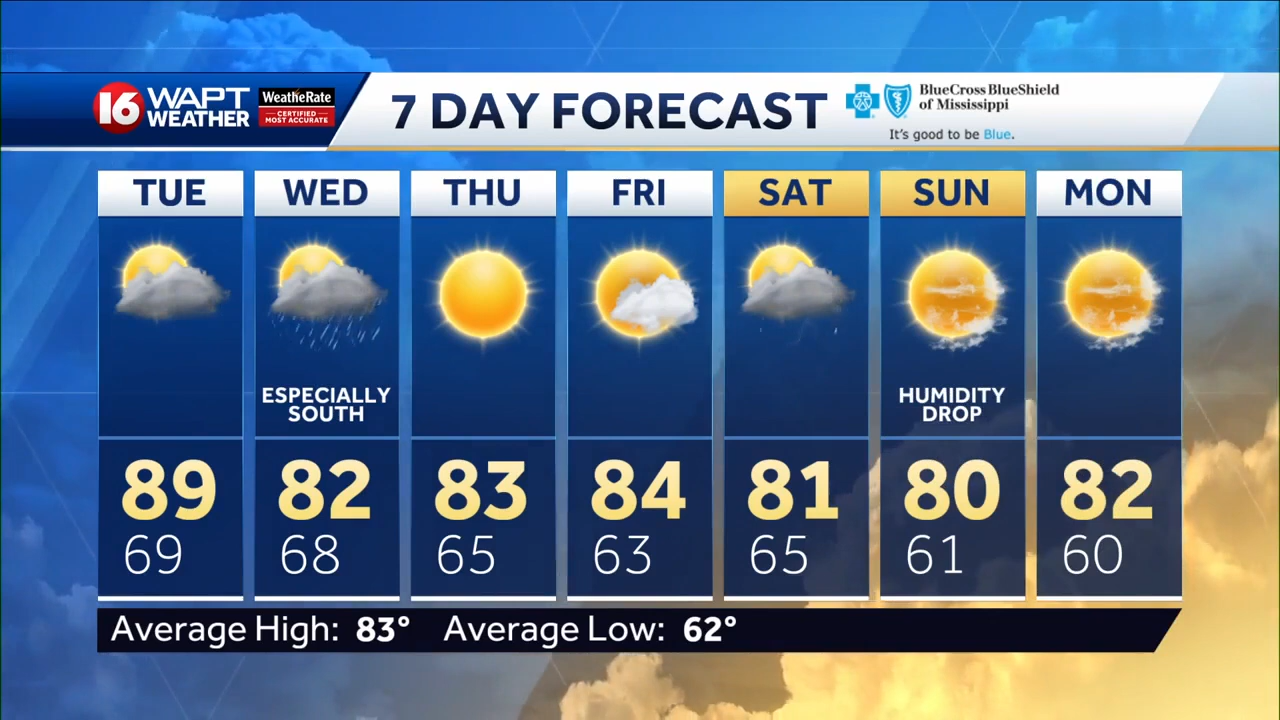 16 WAPT WEATHER
WeatheRate
CERTIFIED
MOST ACCURATE
7 DAY FORECAST
BlueCross BlueShield
of Mississippi
It's good to be Blue.
TUE WED THU FRI SAT SUN MON
ESPECIALLY SOUTH
HUMIDITY DROP
89 82 83 84 81 80 82
69 68 65 63 65 61 60
Average High: 83° Average Low: 62°